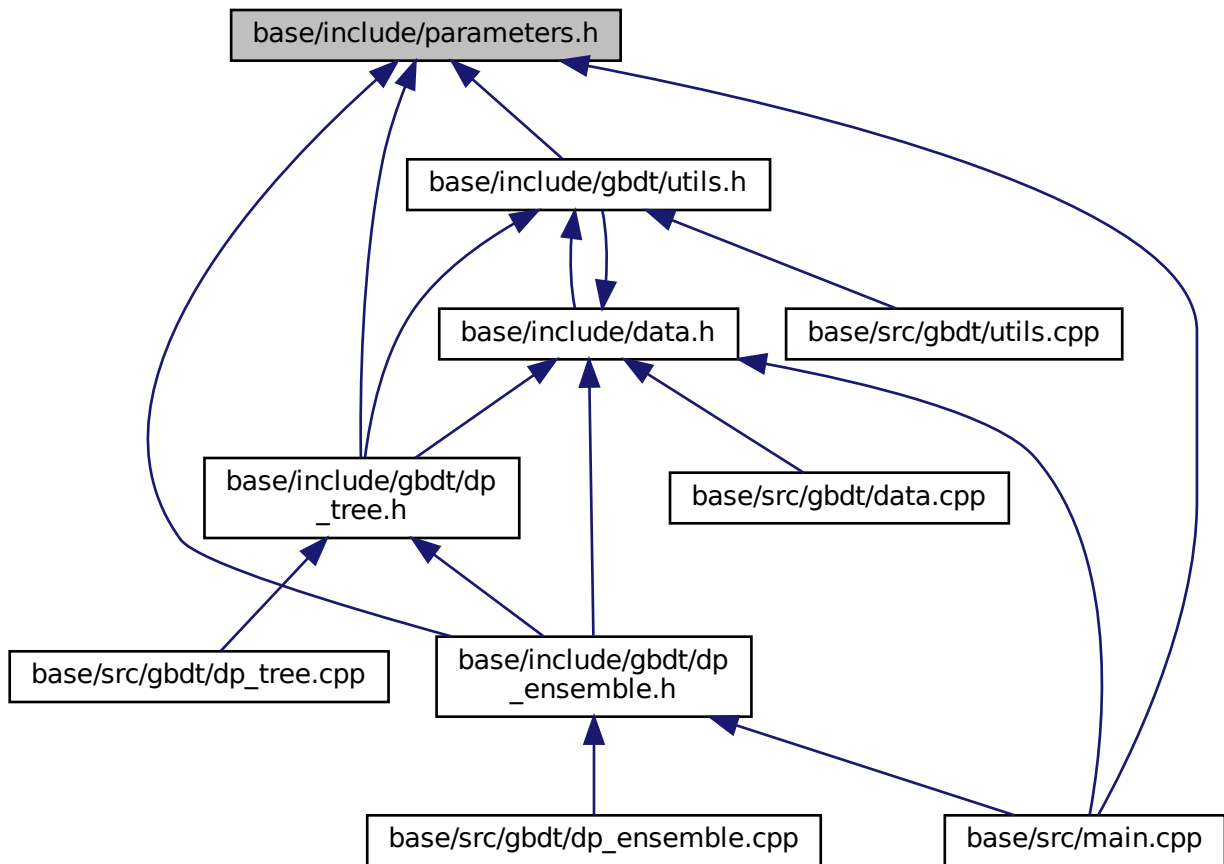 base/include/parameters.h
base/include/gbdt/utils.h
base/include/data.h
base/src/gbdt/utils.cpp
base/include/gbdt/dp
_tree.h
base/src/gbdt/data.cpp
base/src/gbdt/dp_tree.cpp
base/include/gbdt/dp
_ensemble.h
base/src/gbdt/dp_ensemble.cpp
base/src/main.cpp